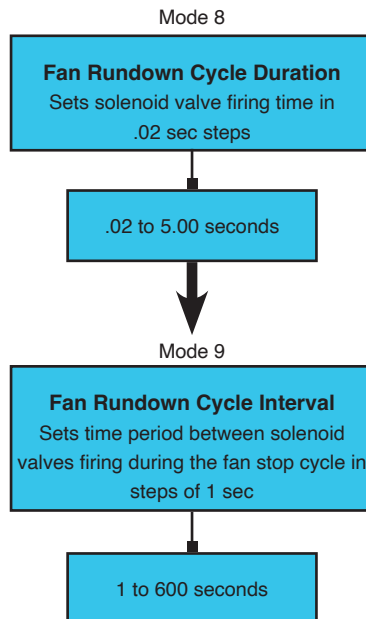 Mode 8
Fan Rundown Cycle Duration
Sets solenoid valve firing time in
.02 sec steps
.02 to 5.00 seconds
Mode 9
Fan Rundown Cycle Interval
Sets time period between solenoid
valves firing during the fan stop cycle in
steps of 1 sec
1 to 600 seconds